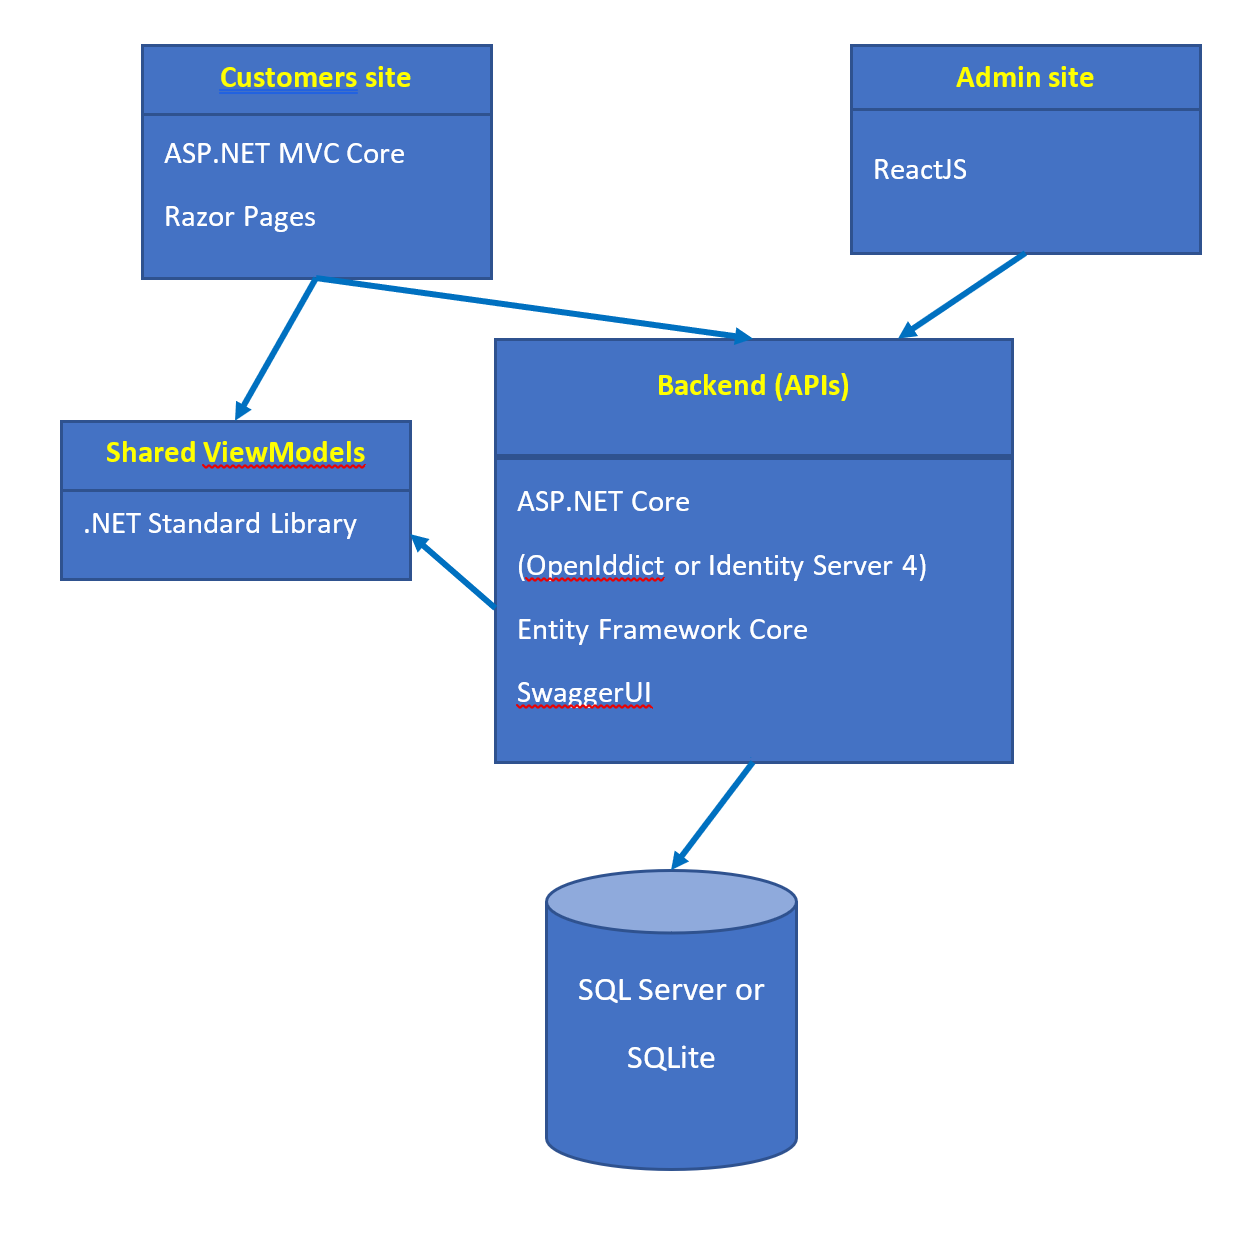 Customers site
ASP.NET MVC Core
Razor Pages
Admin site
ReactJS
Shared ViewModels
.NET Standard Library
Backend (APIs)
ASP.NET Core
(OpenIddict or Identity Server 4)
Entity Framework Core
SwaggerUI
SQL Server or
SQLite